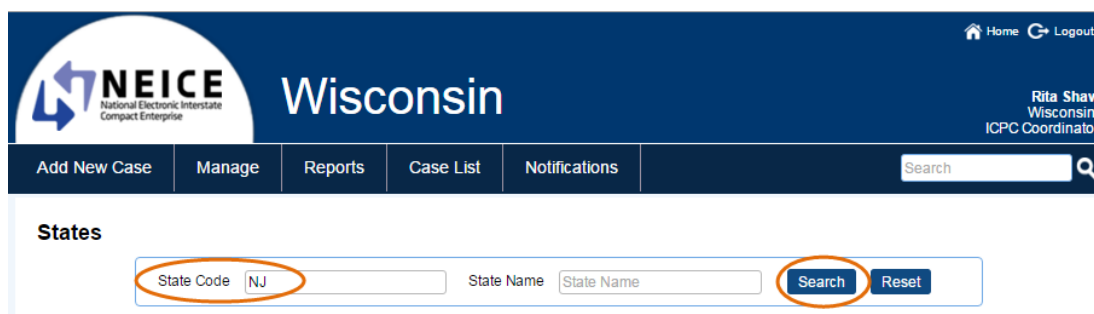 Home Logout
NEICE
National Electronic Interstate
Compact Enterprise
Wisconsin
Rita Shaw
Wisconsin
ICPC Coordinato
Add New Case Manage Reports Case List Notifications Search
States
State Code NJ State Name State Name Search Reset